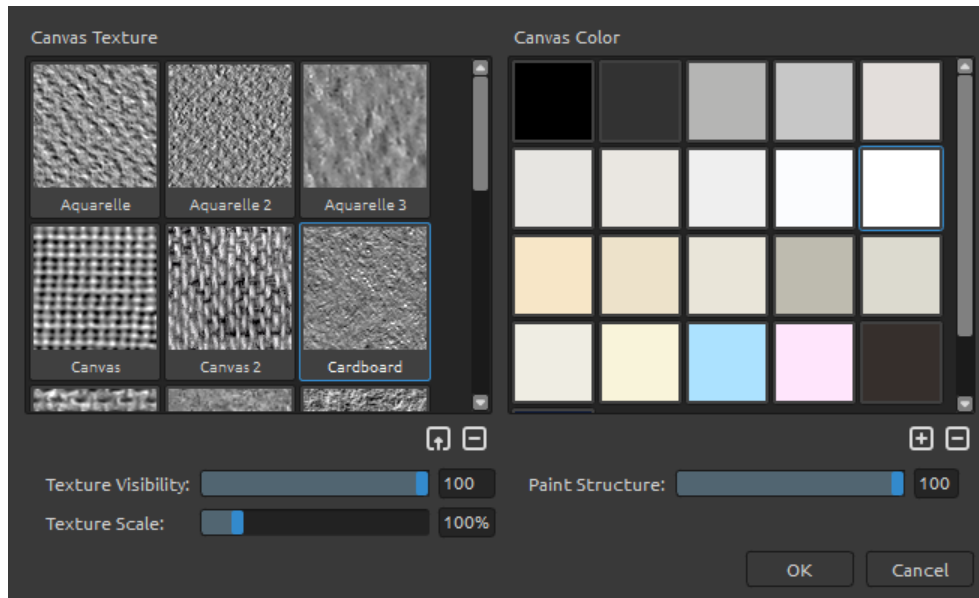 Canvas Texture
Aquarelle
Aquarelle 2
Aquarelle 3
Canvas
Canvas 2
Cardboard
Texture Visibility:
100
Texture Scale:
100%
Canvas Color
Paint Structure:
100
OK
Cancel